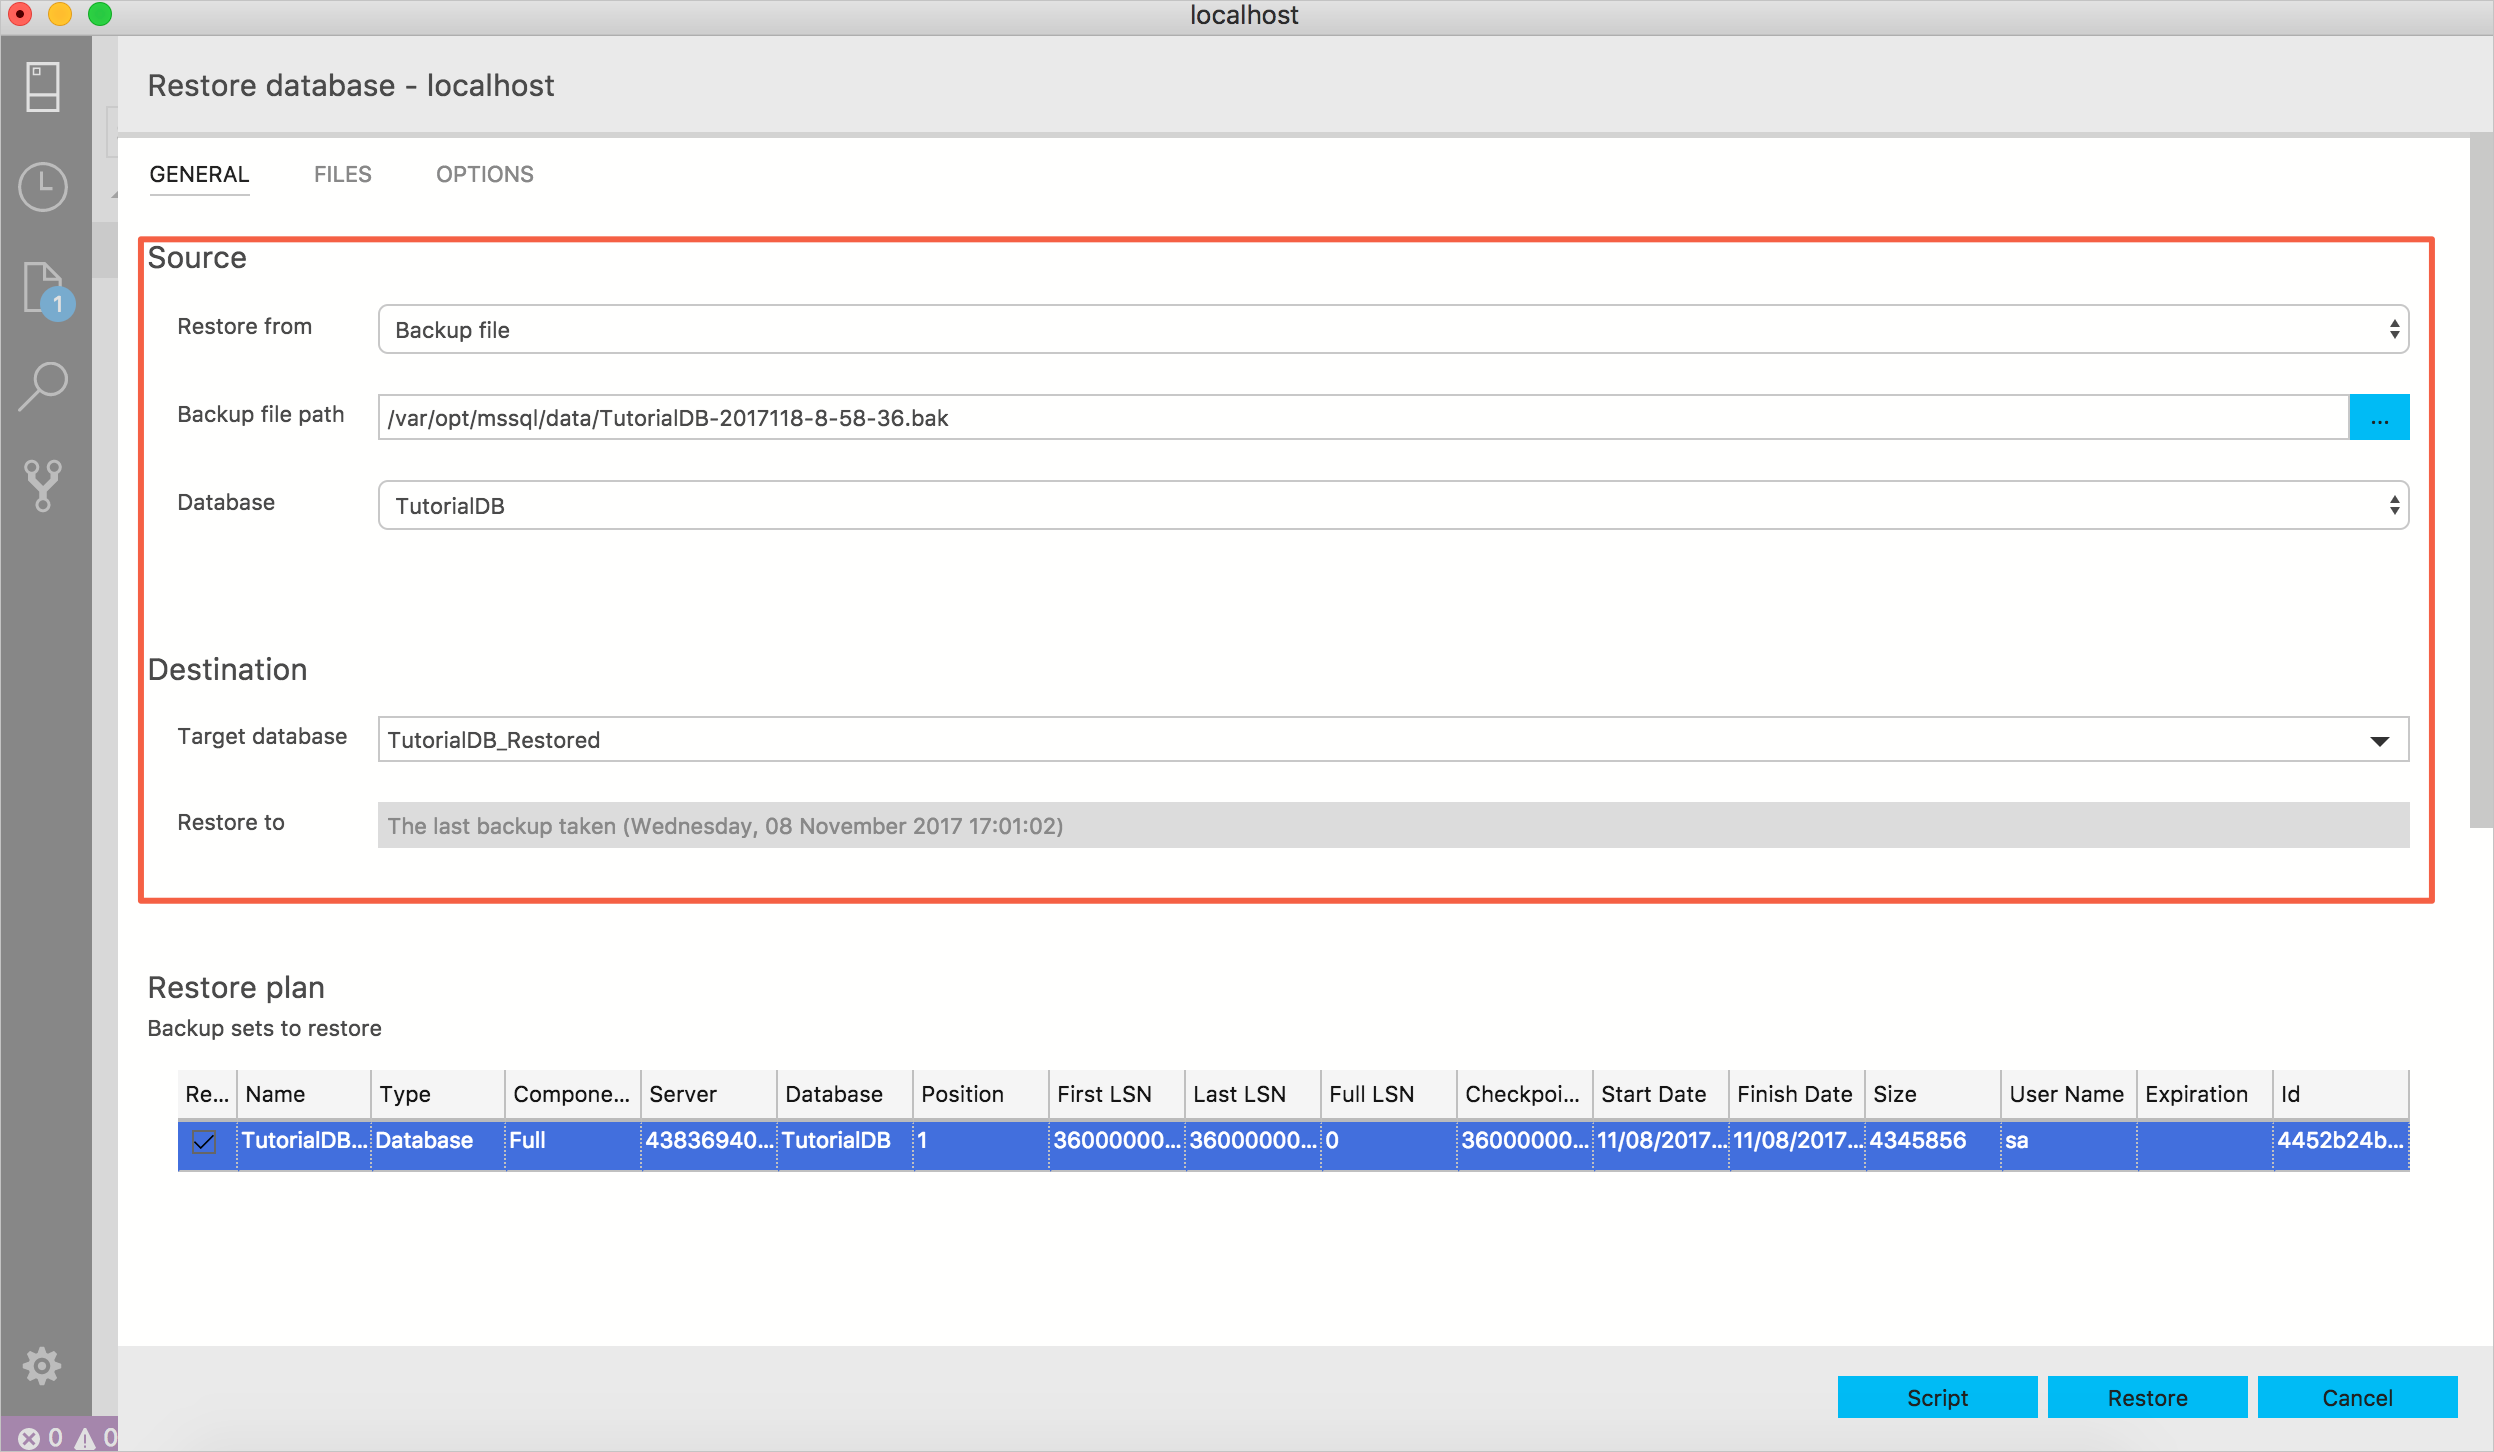 localhost
Restore database - localhost
GENERAL FILES OPTIONS
Source
Restore from Backup file
1
Backup file path /var/opt/mssql/data/TutorialDB-2017118-8-58-36.bak ...
Database TutorialDB
Destination
Target database TutorialDB_Restored
Restore to The last backup taken (Wednesday, 08 November 2017 17:01:02)
Restore plan
Backup sets to restore
Re... Name Type Compone... Server Database Position First LSN Last LSN Full LSN Checkpoi... Start Date Finish Date Size User Name Expiration Id
TutorialDB... Database Full 43836940... TutorialDB 1 36000000... 36000000... 0 36000000... 11/08/2017... 11/08/2017... 4345856 sa 4452b24b...
Script Restore Cancel
0 0